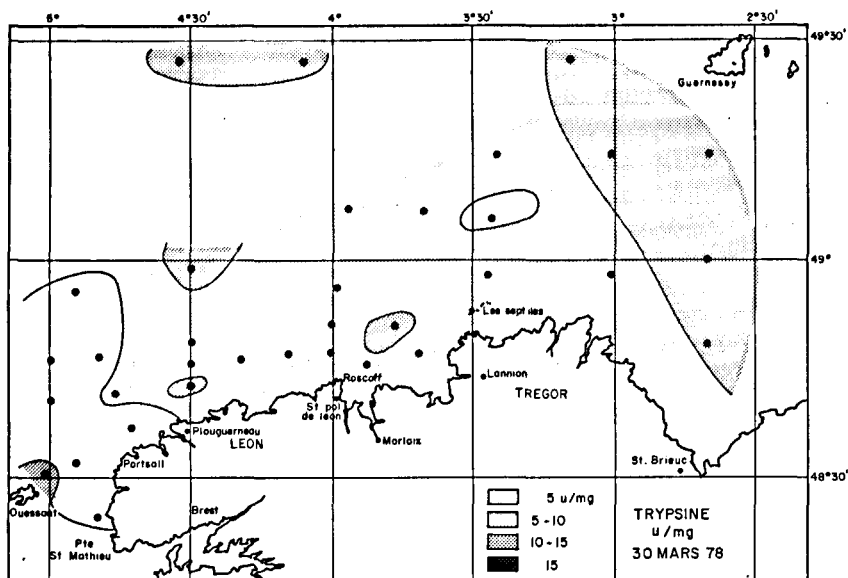 5° 4°30' 4° 3°30' 3° 2°30'
49°30'
Guernesey
49°
Les sept iles
Roscoff
Lannion
TREGOR
St. pol de leon
Plouguerneau
LEON
Morlaix
Portsall
St. Brieuc
48°30'
Ouessant
Brest
Pte St Mathieu
5 u/mg
5-10
10-15
15
TRYPSINE
u/mg
30 MARS 78